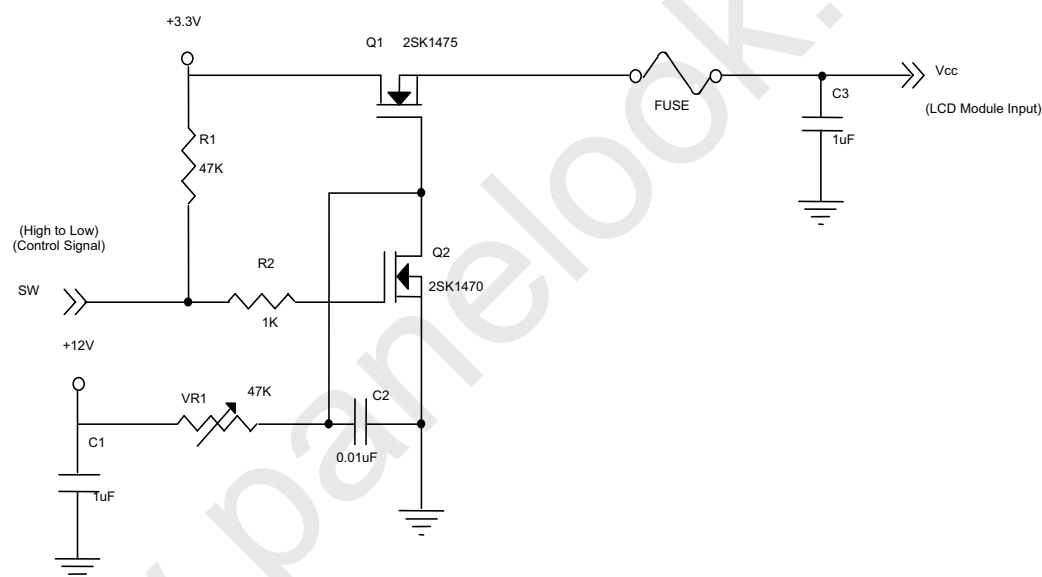 +3.3V
Q1 2SK1475
Vcc
C3
FUSE
(LCD Module Input)
1uF
R1
47K
(High to Low)
(Control Signal)
Q2
R2
SW
2SK1470
1K
+12V
VR1
47K
C2
C1
0.01uF
1uF
panelook.